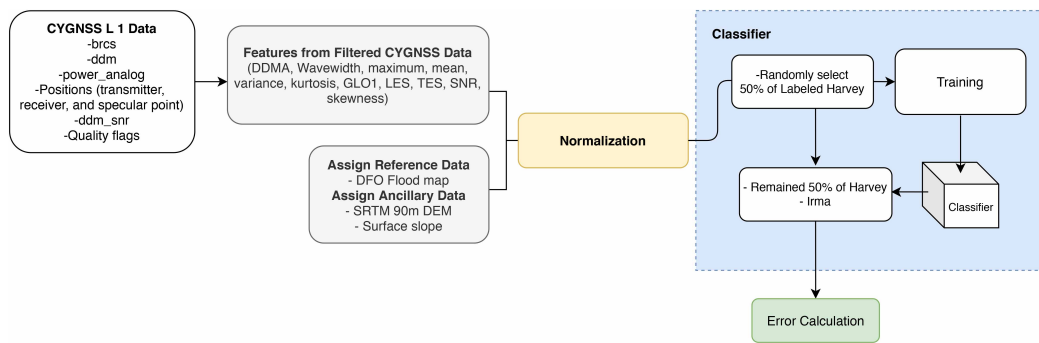 CYGNSS L 1 Data
-brcs
-ddm
-power_analog
-Positions (transmitter,
receiver, and specular point)
-ddm_snr
-Quality flags
Features from Filtered CYGNSS Data
(DDMA, Wavewidth, maximum, mean,
variance, kurtosis, GLO1, LES, TES, SNR,
skewness)
Assign Reference Data
- DFO Flood map
Assign Ancillary Data
- SRTM 90m DEM
- Surface slope
Normalization
Classifier
-Randomly select
50% of Labeled Harvey
Training
- Remained 50% of Harvey
- Irma
Classifier
Error Calculation